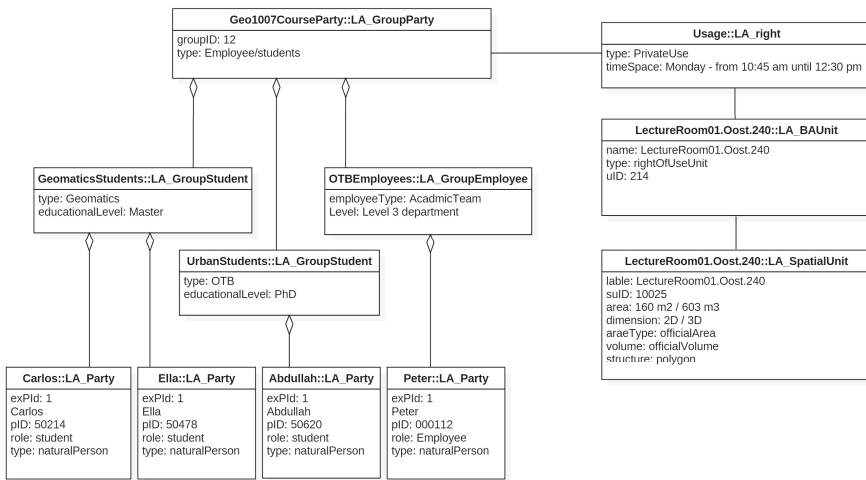 Geo1007CourseParty::LA_GroupParty
groupID: 12
type: Employee/students
Usage::LA_right
type: PrivateUse
timeSpace: Monday - from 10:45 am until 12:30 pm
LectureRoom01.Oost.240::LA_BAUnit
name: LectureRoom01.Oost.240
type: rightOfUseUnit
uID: 214
GeomaticsStudents::LA_GroupStudent
type: Geomatics
educationalLevel: Master
OTBEmployees::LA_GroupEmployee
employeeType: AcadmicTeam
Level: Level 3 department
UrbanStudents::LA_GroupStudent
type: OTB
educationalLevel: PhD
LectureRoom01.Oost.240::LA_SpatialUnit
lable: LectureRoom01.Oost.240
suID: 10025
area: 160 m2 / 603 m3
dimension: 2D / 3D
araeType: officialArea
volume: officialVolume
structure: polygon
Carlos::LA_Party
exPId: 1
Carlos
pID: 50214
role: student
type: naturalPerson
Ella::LA_Party
exPId: 1
Ella
pID: 50478
role: student
type: naturalPerson
Abdullah::LA_Party
exPId: 1
Abdullah
pID: 50620
role: student
type: naturalPerson
Peter::LA_Party
exPId: 1
Peter
pID: 000112
role: Employee
type: naturalPerson